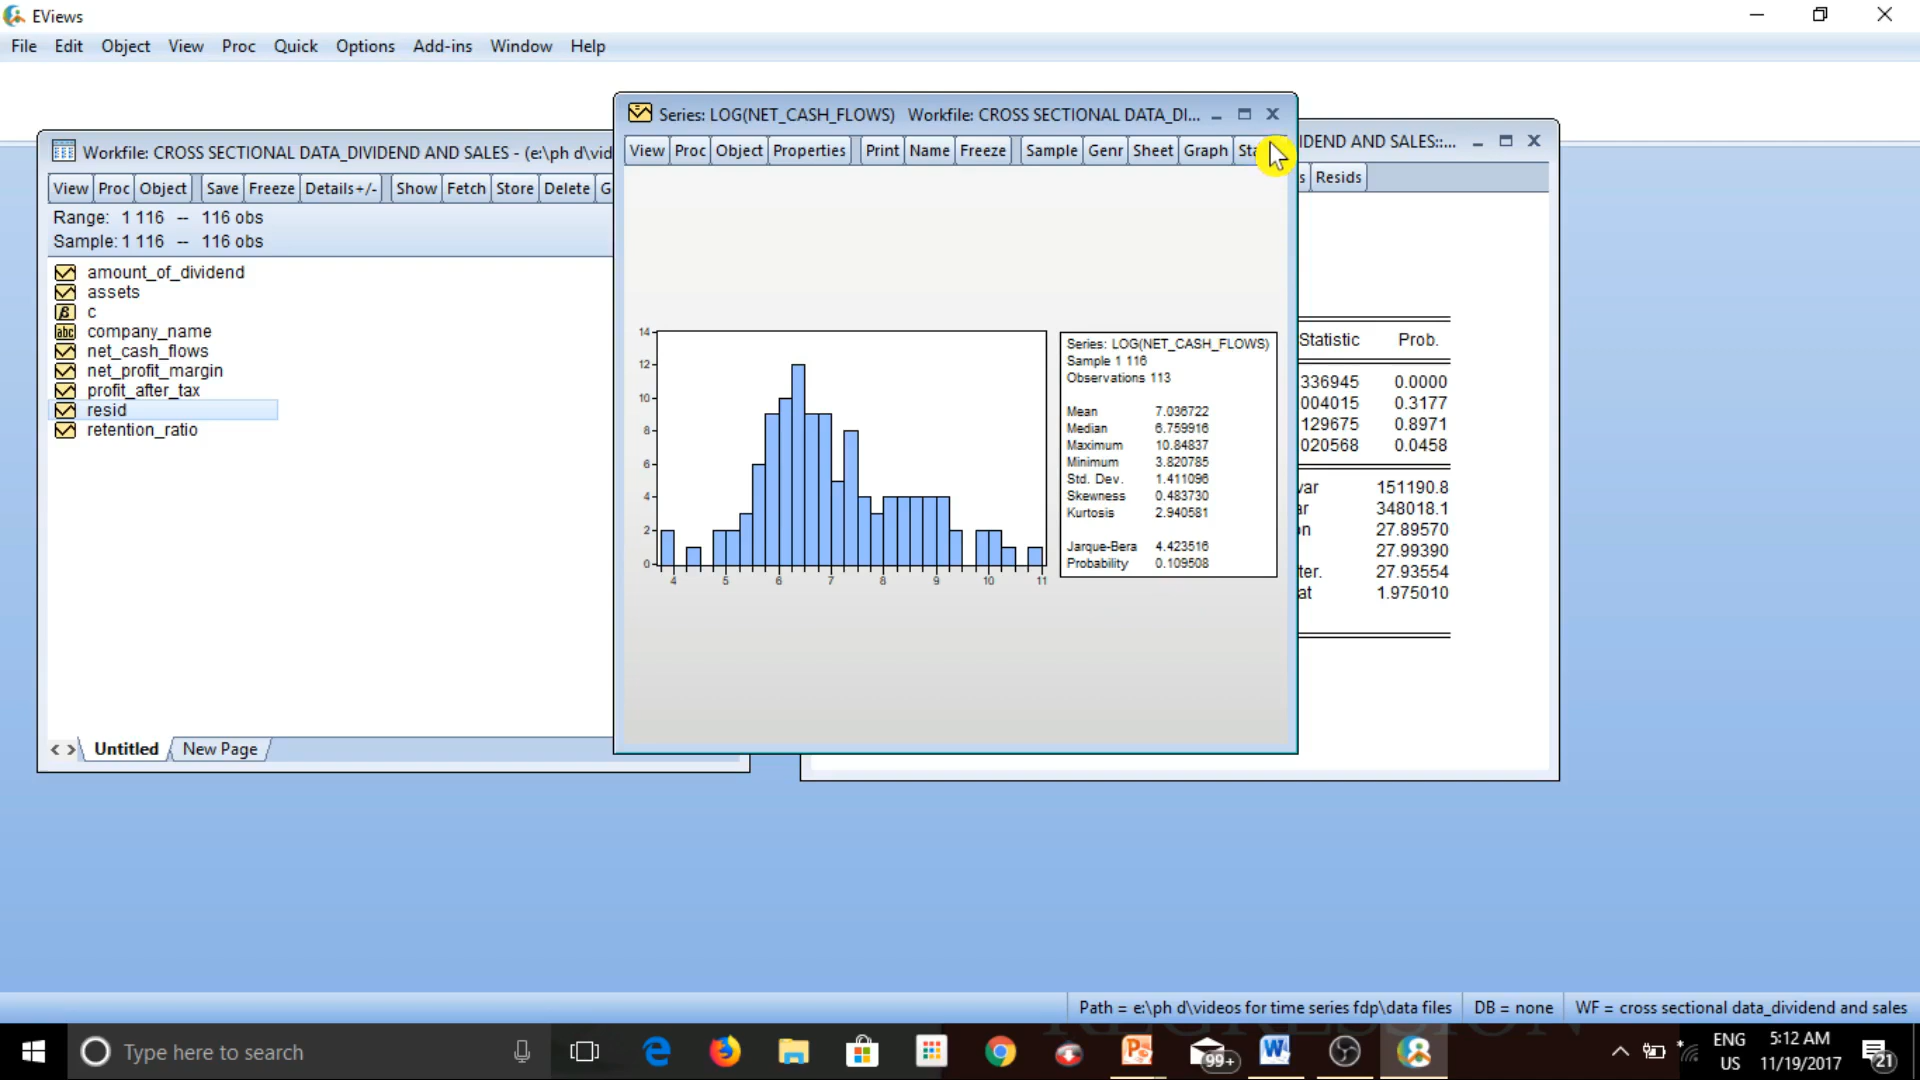 EViews
File Edit Object View Proc Quick Options Add-ins Window Help
Series: LOG(NET_CASH_FLOWS) Workfile: CROSS SECTIONAL DATA_DI...
View Proc Object Properties Print Name Freeze Sample Genr Sheet Graph
Workfile: CROSS SECTIONAL DATA_DIVIDEND AND SALES - (e:\ph d\vid
View Proc Object Save Freeze Details+/- Show Fetch Store Delete G
Range: 1 116 -- 116 obs
Sample: 1 116 -- 116 obs
amount_of_dividend
assets
c
company_name
net_cash_flows
net_profit_margin
profit_after_tax
resid
retention_ratio
Untitled New Page
14
12
10
8
6
4
2
0
4 5 6 7 8 9 10 11
Series: LOG(NET_CASH_FLOWS)
Sample 1 116
Observations 113
Mean 7.036722
Median 6.759916
Maximum 10.84837
Minimum 3.820785
Std. Dev. 1.411096
Skewness 0.483730
Kurtosis 2.940581
Jarque-Bera 4.423516
Probability 0.109508
IDEND AND SALES::...
s Resids
Statistic Prob.
336945 0.0000
004015 0.3177
129675 0.8971
020568 0.0458
var 151190.8
ar 348018.1
on 27.89570
27.99390
ter. 27.93554
at 1.975010
Path = e:\ph d\videos for time series fdp\data files DB = none WF = cross sectional data_dividend and sales
Type here to search
99+
ENG
US
5:12 AM
11/19/2017
21